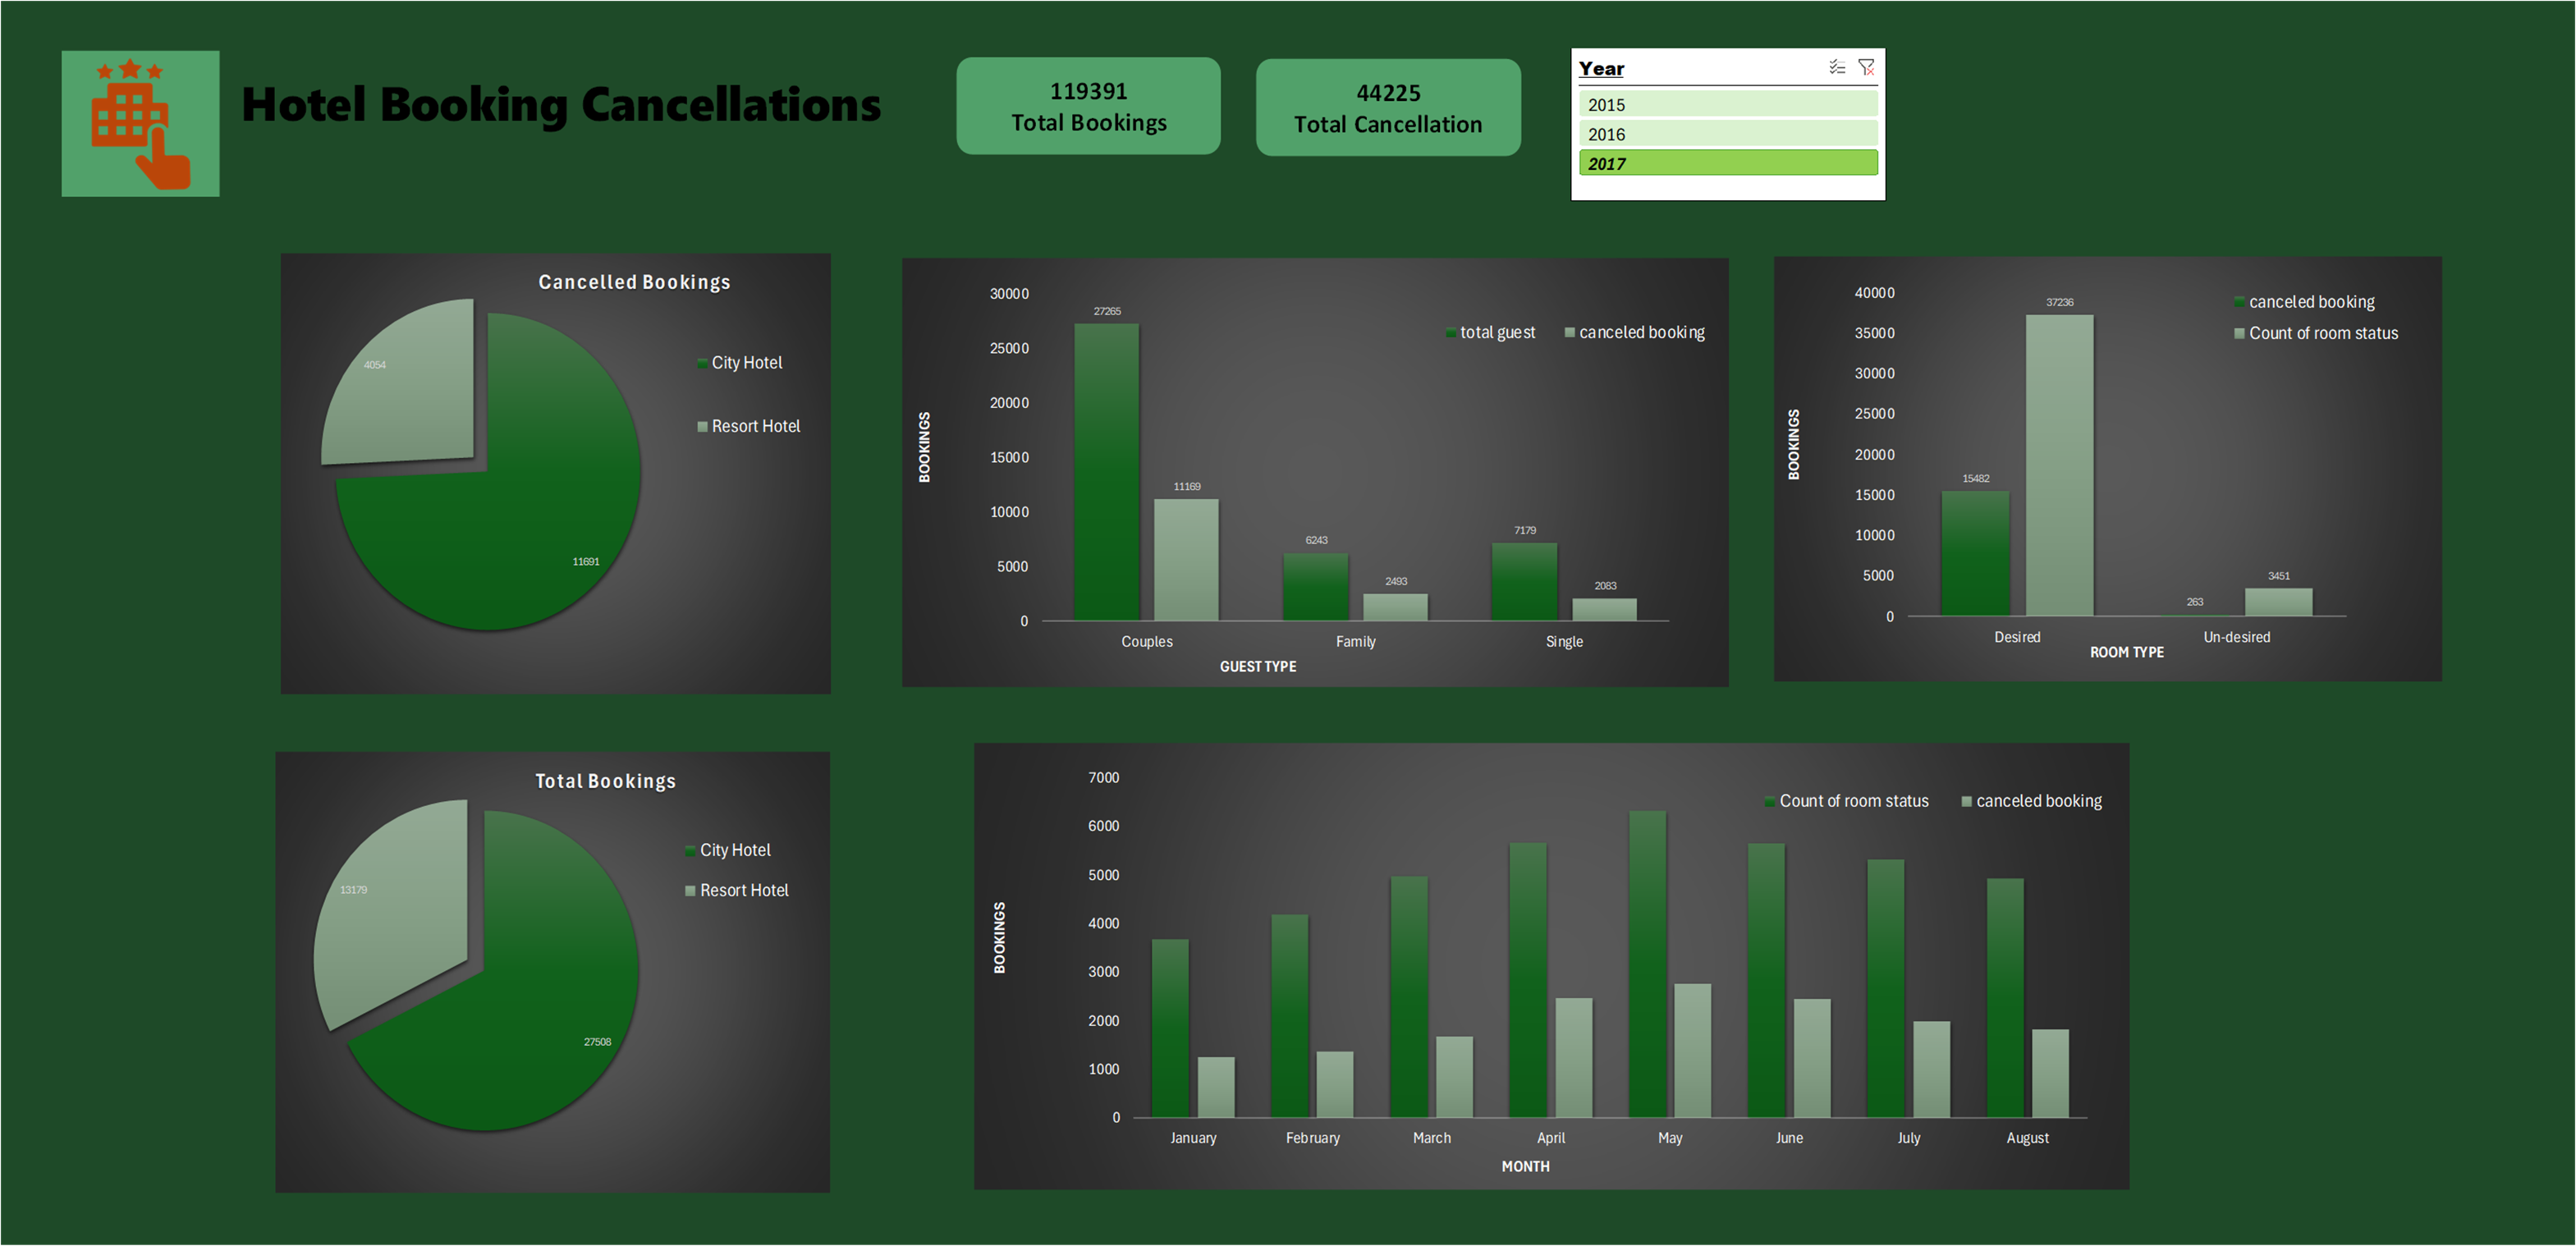 Hotel Booking Cancellations
119391
Total Bookings
44225
Total Cancellation
Year
2015
2016
2017
Cancelled Bookings
4054
11691
City Hotel
Resort Hotel
30000
25000
20000
15000
10000
5000
0
BOOKINGS
27265
11169
6243
2493
7179
2083
total guest canceled booking
Couples Family Single
GUEST TYPE
40000
35000
30000
25000
20000
15000
10000
5000
0
BOOKINGS
15482
37236
263
3451
canceled booking
Count of room status
Desired Un-desired
ROOM TYPE
Total Bookings
13179
27508
City Hotel
Resort Hotel
7000
6000
5000
4000
3000
2000
1000
0
BOOKINGS
Count of room status canceled booking
January February March April May June July August
MONTH